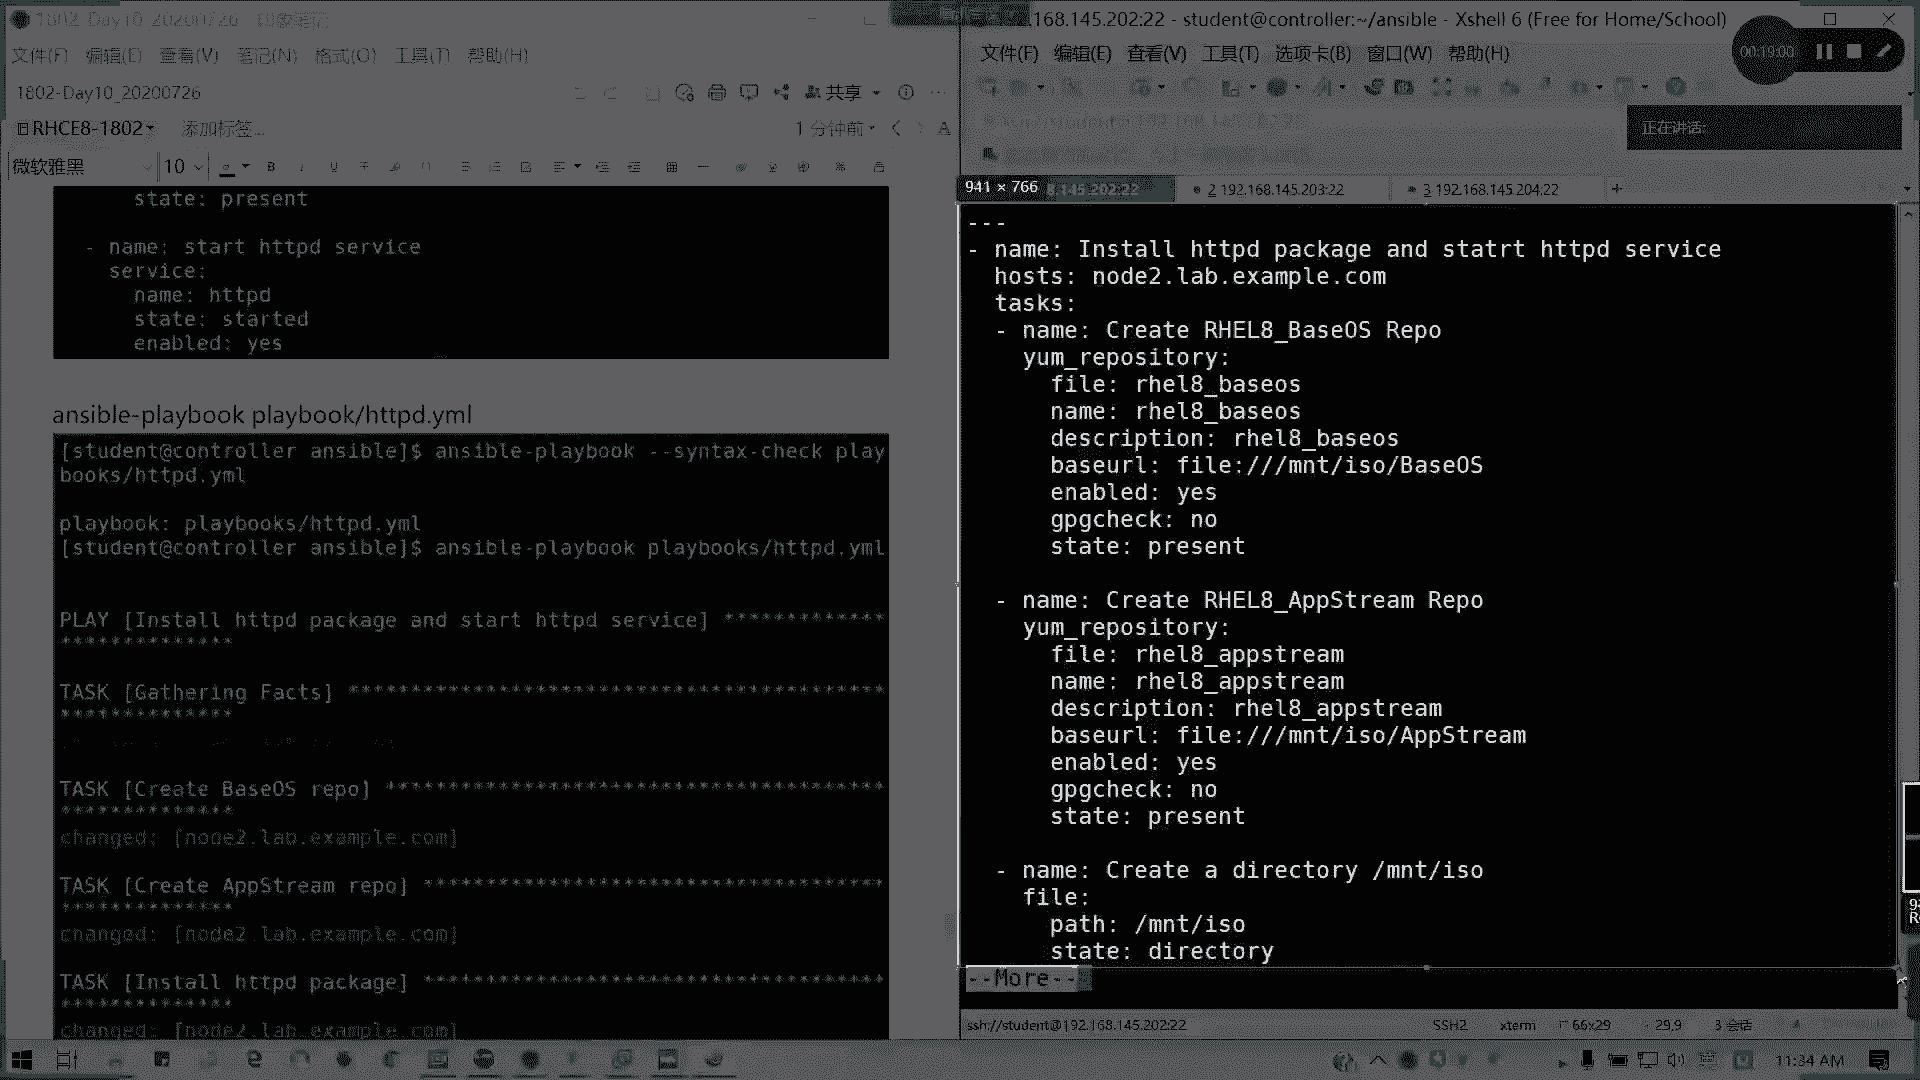 1802_Day10_20200726 - 印象笔记
文件(F) 编辑(E) 查看(V) 笔记(N) 格式(O) 工具(T) 帮助(H)
1802-Day10_20200726
共享
RHCE8-1802
添加标签...
1 分钟前
微软雅黑
10
state: present
- name: start httpd service
service:
name: httpd
state: started
enabled: yes
ansible-playbook playbook/httpd.yml
[student@controller ansible]$ ansible-playbook --syntax-check play
books/httpd.yml
playbook: playbooks/httpd.yml
[student@controller ansible]$ ansible-playbook playbooks/httpd.yml
PLAY [Install httpd package and start httpd service] *************
**************
TASK [Gathering Facts] *******************************************
**************
TASK [Create BaseOS repo] ****************************************
**************
changed: [node2.lab.example.com]
TASK [Create AppStream repo] *************************************
**************
changed: [node2.lab.example.com]
TASK [Install httpd package] *************************************
**************
changed: [node2.lab.example.com]
.168.145.202:22 - student@controller:~/ansible - Xshell 6 (Free for Home/School)
文件(F) 编辑(E) 查看(V) 工具(T) 选项卡(B) 窗口(W) 帮助(H)
00:19:00
正在讲话:
941 × 766
8.145.202:22
2 192.168.145.203:22
3 192.168.145.204:22
---
- name: Install httpd package and statrt httpd service
hosts: node2.lab.example.com
tasks:
- name: Create RHEL8_BaseOS Repo
yum_repository:
file: rhel8_baseos
name: rhel8_baseos
description: rhel8_baseos
baseurl: file:///mnt/iso/BaseOS
enabled: yes
gpgcheck: no
state: present
- name: Create RHEL8_AppStream Repo
yum_repository:
file: rhel8_appstream
name: rhel8_appstream
description: rhel8_appstream
baseurl: file:///mnt/iso/AppStream
enabled: yes
gpgcheck: no
state: present
- name: Create a directory /mnt/iso
file:
path: /mnt/iso
state: directory
--More--
ssh://student@192.168.145.202:22
SSH2
xterm
66x29
29,9
3 会话
11:34 AM